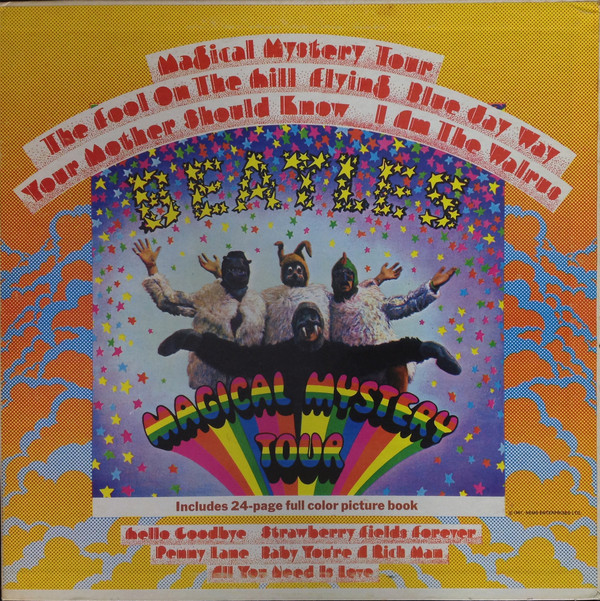 Magical Mystery Tour
The Fool On The Hill Flying Blue Jay Way
Your Mother Should Know I Am The Walrus
BEATLES
MAGICAL MYSTERY
TOUR
Includes 24-page full color picture book
Hello Goodbye Strawberry Fields Forever
Penny Lane Baby You're A Rich Man
All You Need Is Love